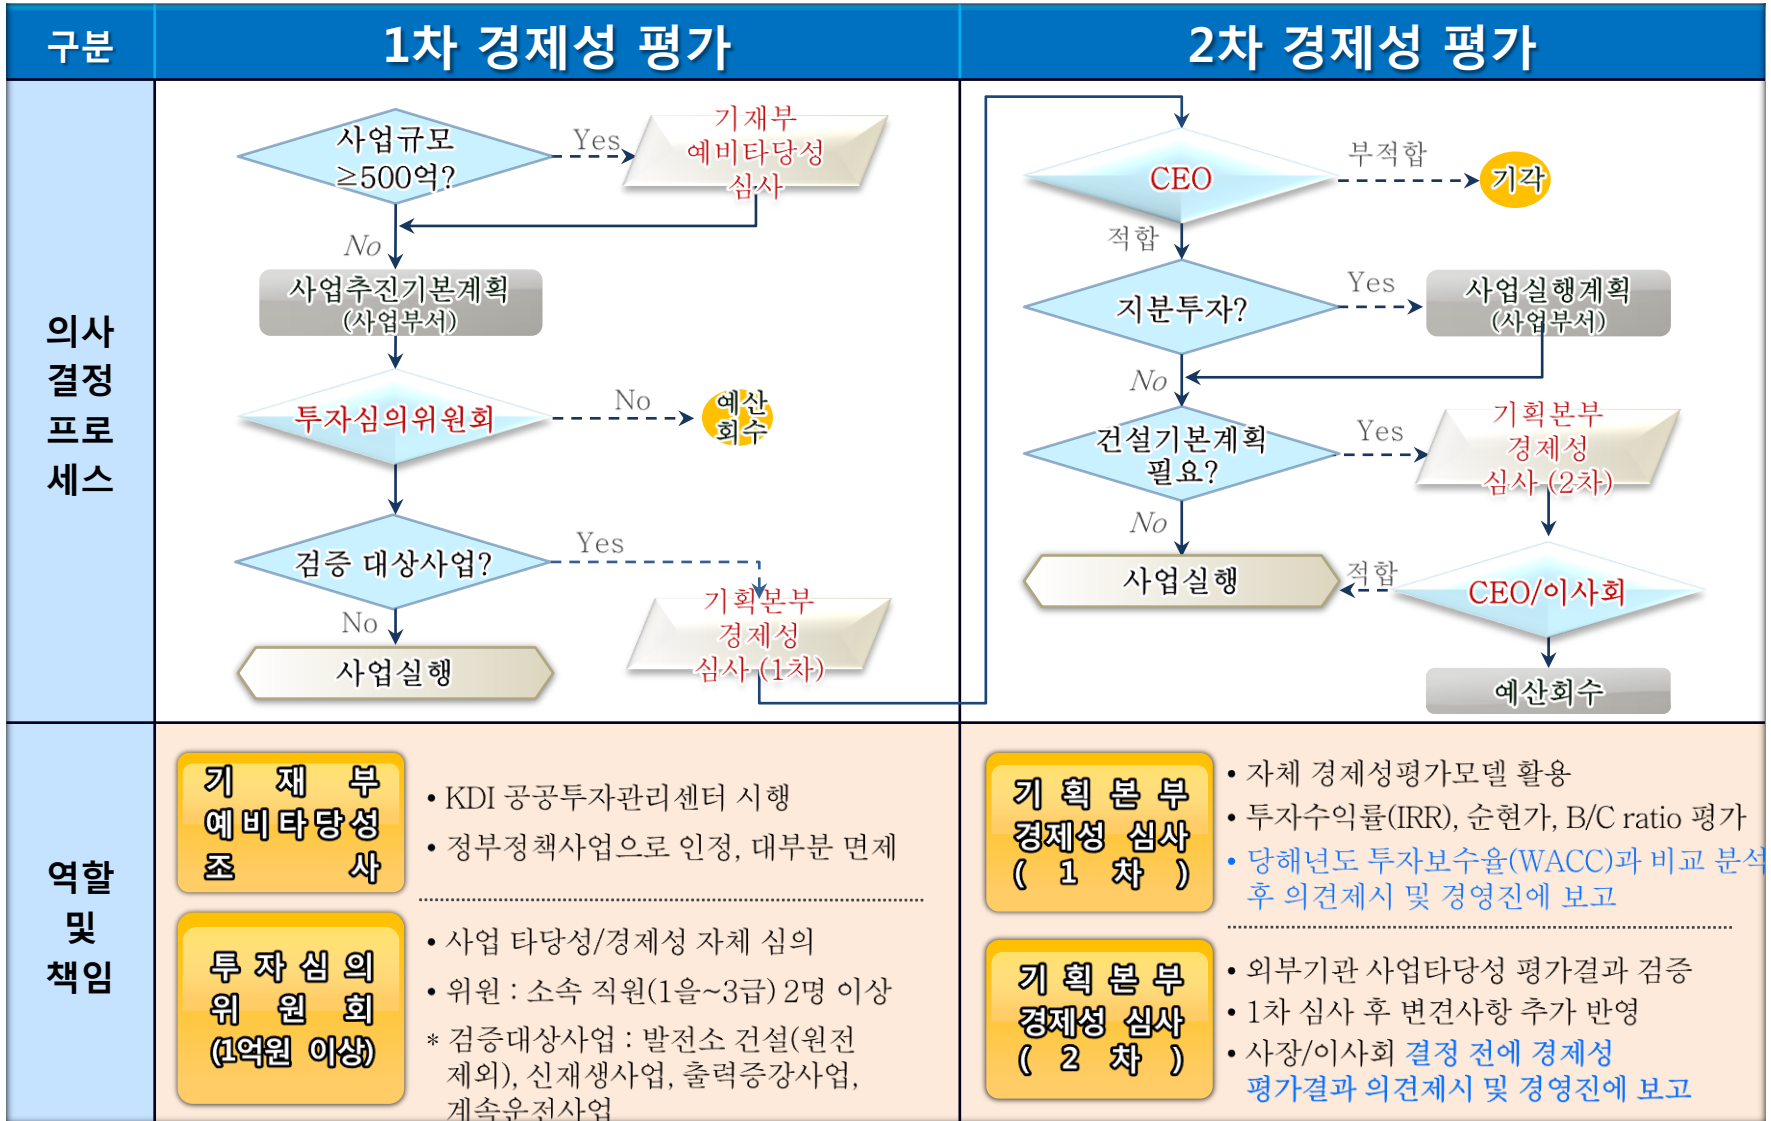 구분
1차 경제성 평가
2차 경제성 평가
의사
결정
프로
세스
사업규모
≥500억?
Yes
기재부
예비타당성
심사
No
사업추진기본계획
(사업부서)
투자심의위원회
No
예산
회수
검증 대상사업?
Yes
기획본부
경제성
심사 (1차)
No
사업실행
CEO
부적합
기각
적합
지분투자?
Yes
사업실행계획
(사업부서)
No
건설기본계획
필요?
Yes
기획본부
경제성
심사 (2차)
No
사업실행
적합
CEO/이사회
예산회수
역할
및
책임
기 재 부
예비타당성
조 사
• KDI 공공투자관리센터 시행
• 정부정책사업으로 인정, 대부분 면제
투자심의
위 원 회
(1억원 이상)
• 사업 타당성/경제성 자체 심의
• 위원 : 소속 직원(1을~3급) 2명 이상
* 검증대상사업 : 발전소 건설(원전
제외), 신재생사업, 출력증강사업,
계속운전사업
기 획 본 부
경제성 심사
( 1 차 )
• 자체 경제성평가모델 활용
• 투자수익률(IRR), 순현가, B/C ratio 평가
• 당해년도 투자보수율(WACC)과 비교 분석
후 의견제시 및 경영진에 보고
기 획 본 부
경제성 심사
( 2 차 )
• 외부기관 사업타당성 평가결과 검증
• 1차 심사 후 변견사항 추가 반영
• 사장/이사회 결정 전에 경제성
평가결과 의견제시 및 경영진에 보고